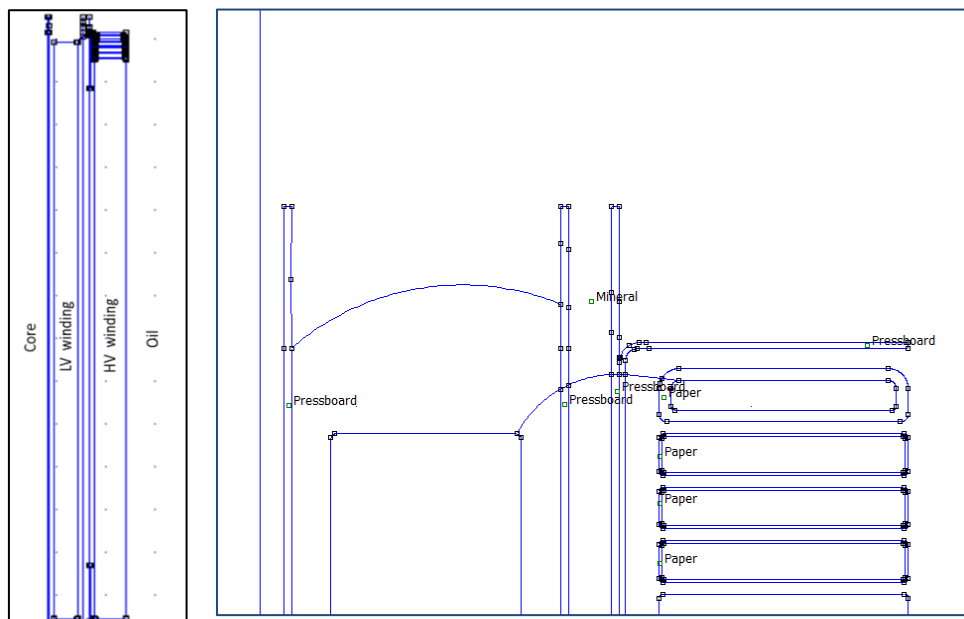 Core
LV winding
HV winding
Oil
Mineral
Pressboard
Pressboard
Pressboard
Pressboard
Paper
Paper
Paper
Paper